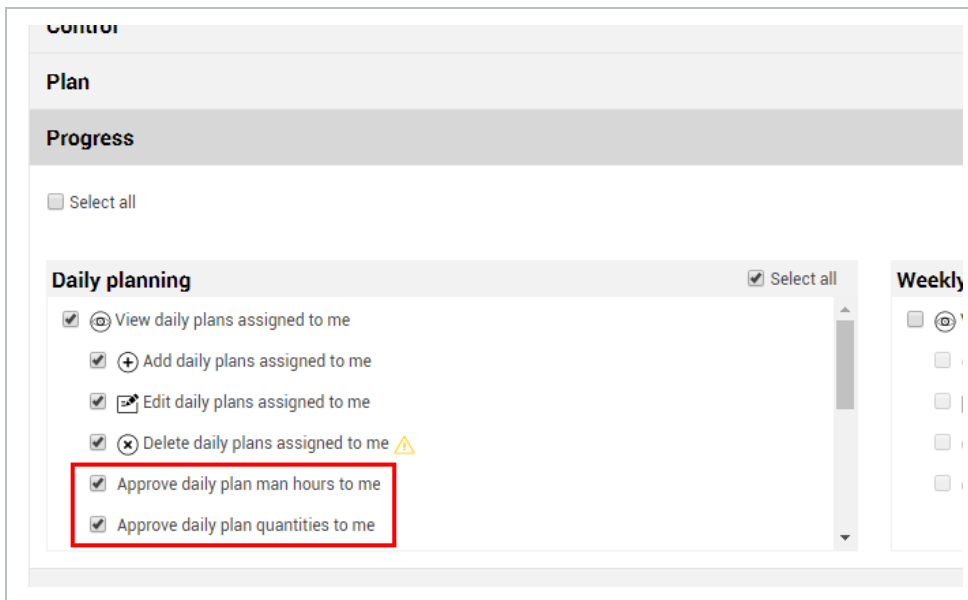 Control
Plan
Progress
Select all
Daily planning
Select all
Weekly
View daily plans assigned to me
Add daily plans assigned to me
Edit daily plans assigned to me
Delete daily plans assigned to me
Approve daily plan man hours to me
Approve daily plan quantities to me